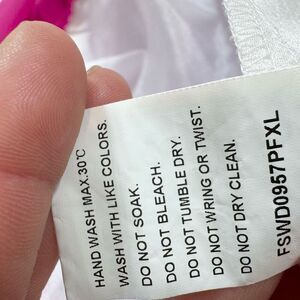 HAND WASH MAX.30℃
WASH WITH LIKE COLORS.
DO NOT SOAK.
DO NOT BLEACH.
DO NOT TUMBLE DRY.
DO NOT WRING OR TWIST.
DO NOT DRY CLEAN.
FSWD0957PFXL